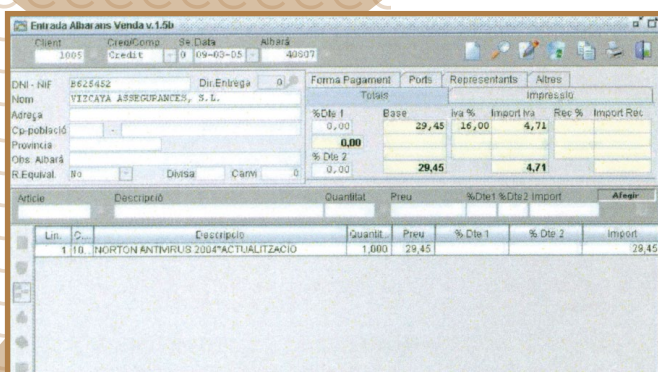 Entrada Albarans Venda v.1.5b
Client Cred/Comp. Se. Data Albarà
1005 Credit 0 09-03-05 40807
DNI - NIF B625452 Dir.Entrega 0
Nom VIZCAYA ASSEGURANCES, S.L.
Adreça
Cp-població -
Provincia
Obs. Albarà
R.Equival. No Divisa Canvi 0
Forma Pagament Ports Representants Altres
Totals Impressio
%Dte 1 Base Iva % Import Iva Rec % Import Rec
0,00 29,45 16,00 4,71
0,00
% Dte 2
0,00 29,45 4,71
Article Descripció Quantitat Preu %Dte1 %Dte2 Import Afegir
Lin. C... Descripcio Quantit... Preu % Dte 1 % Dte 2 Import
1 10... NORTON ANTIVIRUS 2004"ACTUALITZACIO 1,000 29,45 29,45